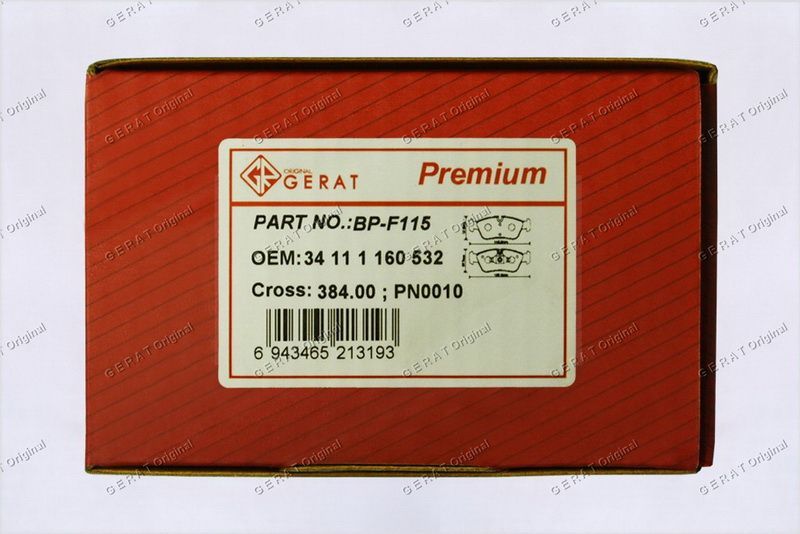 ORIGINAL
GERAT
Premium
PART NO.:BP-F115
OEM:34 11 1 160 532
Cross: 384.00 ; PN0010
6 943465 213193
GERAT Original